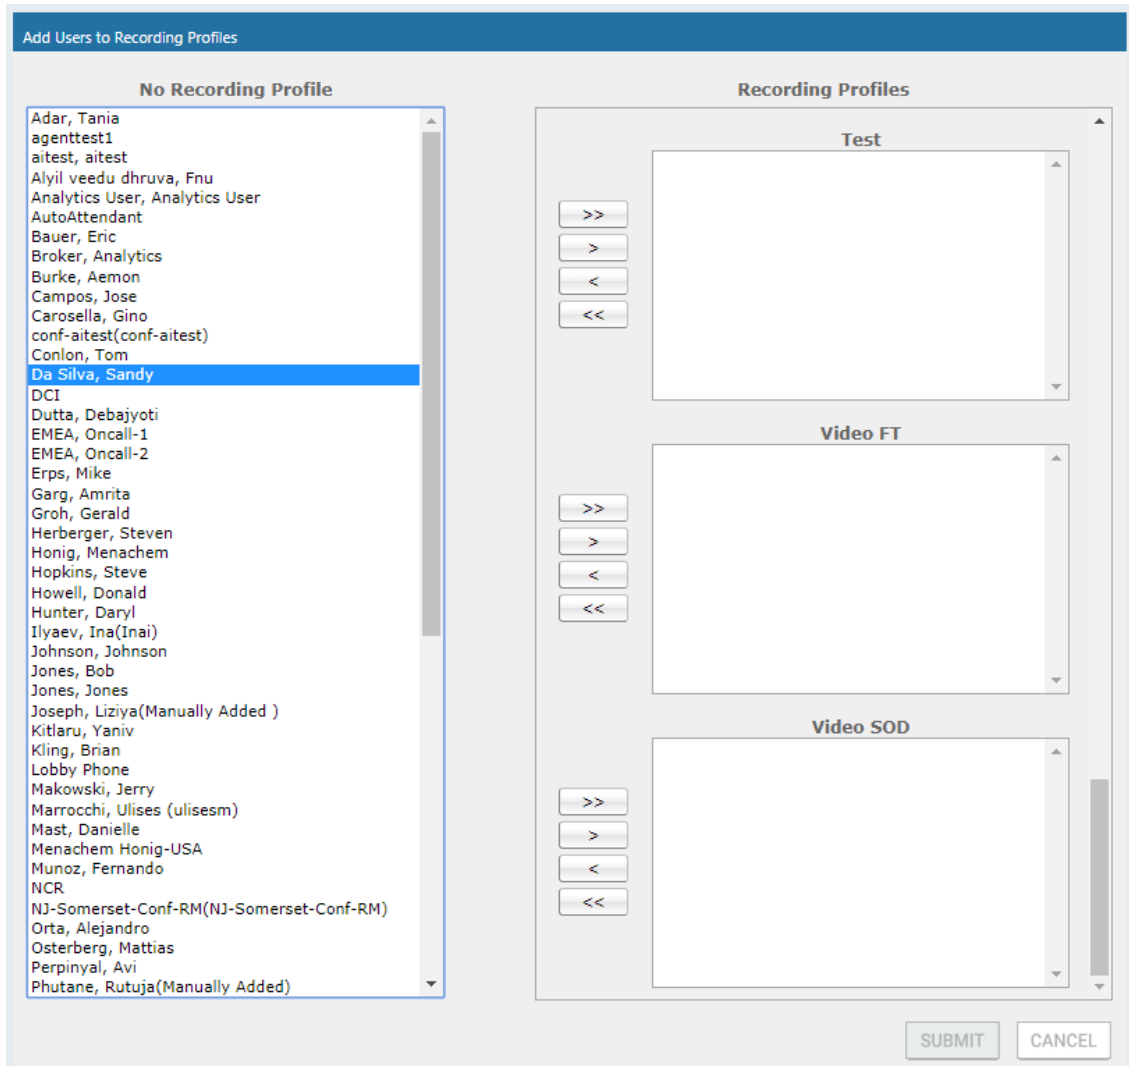 Add Users to Recording Profiles
No Recording Profile
Adar, Tania
agenttest1
aitest, aitest
Alyil veedu dhruva, Fnu
Analytics User, Analytics User
AutoAttendant
Bauer, Eric
Broker, Analytics
Burke, Aemon
Campos, Jose
Carosella, Gino
conf-aitest(conf-aitest)
Conlon, Tom
Da Silva, Sandy
DCI
Dutta, Debajyoti
EMEA, Oncall-1
EMEA, Oncall-2
Erps, Mike
Garg, Amrita
Groh, Gerald
Herberger, Steven
Honig, Menachem
Hopkins, Steve
Howell, Donald
Hunter, Daryl
Ilyaev, Ina(Inai)
Johnson, Johnson
Jones, Bob
Jones, Jones
Joseph, Liziya(Manually Added )
Kitlaru, Yaniv
Kling, Brian
Lobby Phone
Makowski, Jerry
Marrocchi, Ulises (ulisesm)
Mast, Danielle
Menachem Honig-USA
Munoz, Fernando
NCR
NJ-Somerset-Conf-RM(NJ-Somerset-Conf-RM)
Orta, Alejandro
Osterberg, Mattias
Perpinyal, Avi
Phutane, Rutuja(Manually Added)
Recording Profiles
Test
>>
>
<
<<
Video FT
>>
>
<
<<
Video SOD
>>
>
<
<<
SUBMIT
CANCEL